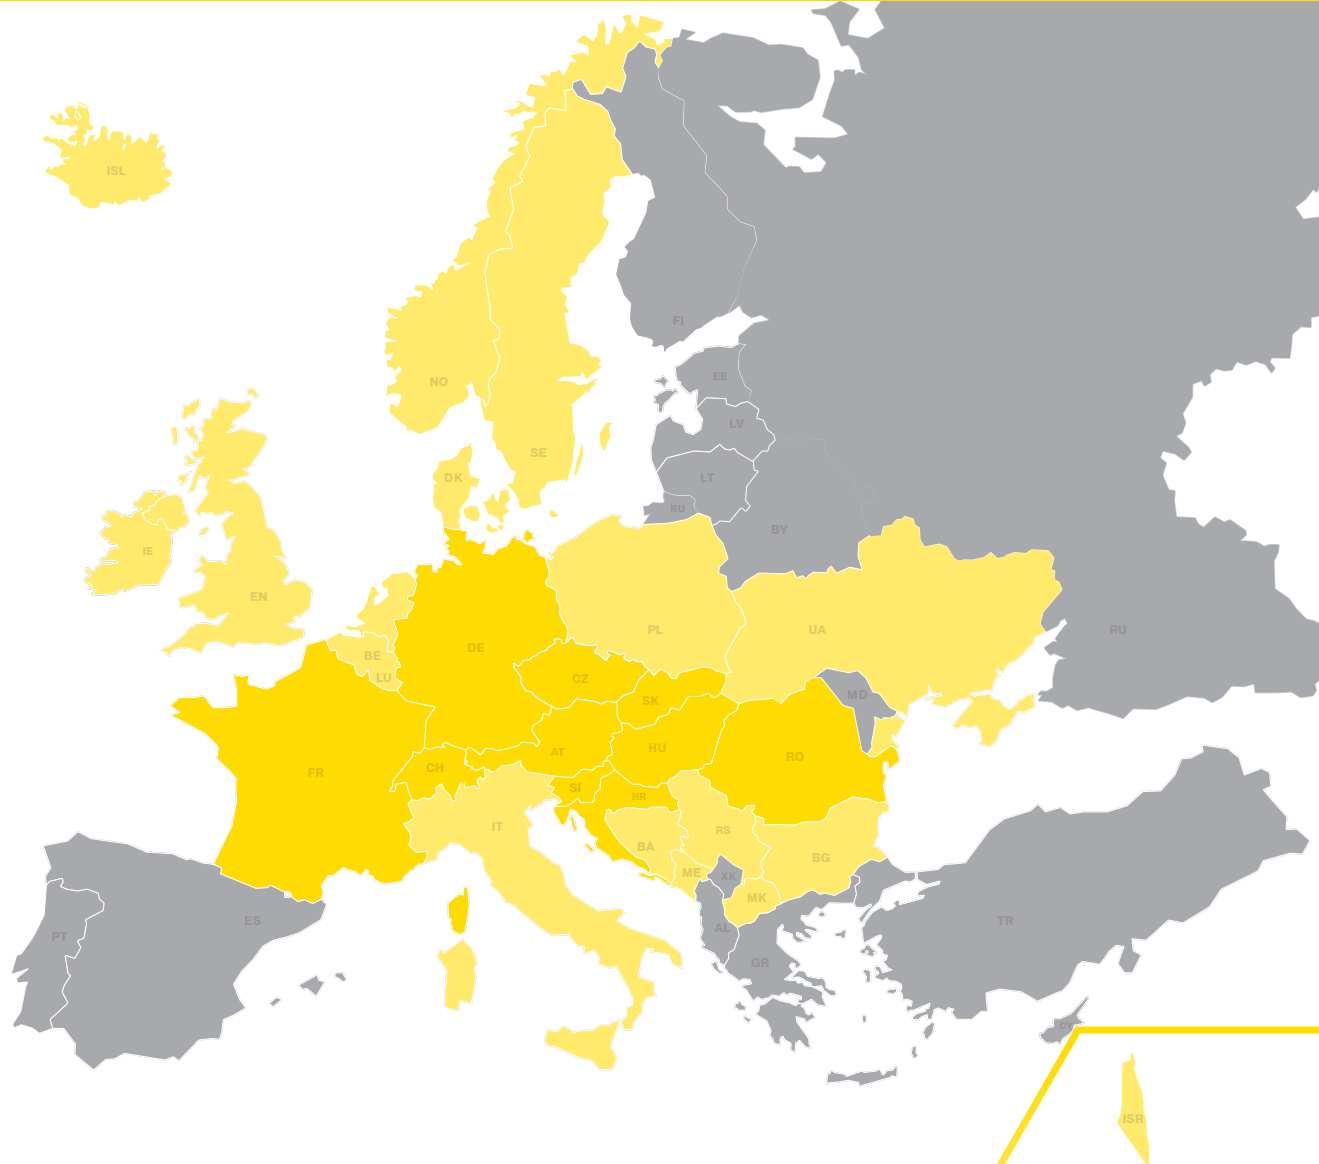 ISL
FI
EE
NO
LV
SE
DK
LT
RU
BY
IE
EN
PL
UA
RU
DE
BE
LU
CZ
MD
SK
AT
HU
RO
CH
FR
SI
HR
IT
RS
BA
BG
ME
XK
MK
ES
TR
AL
PT
GR
CY
ISR